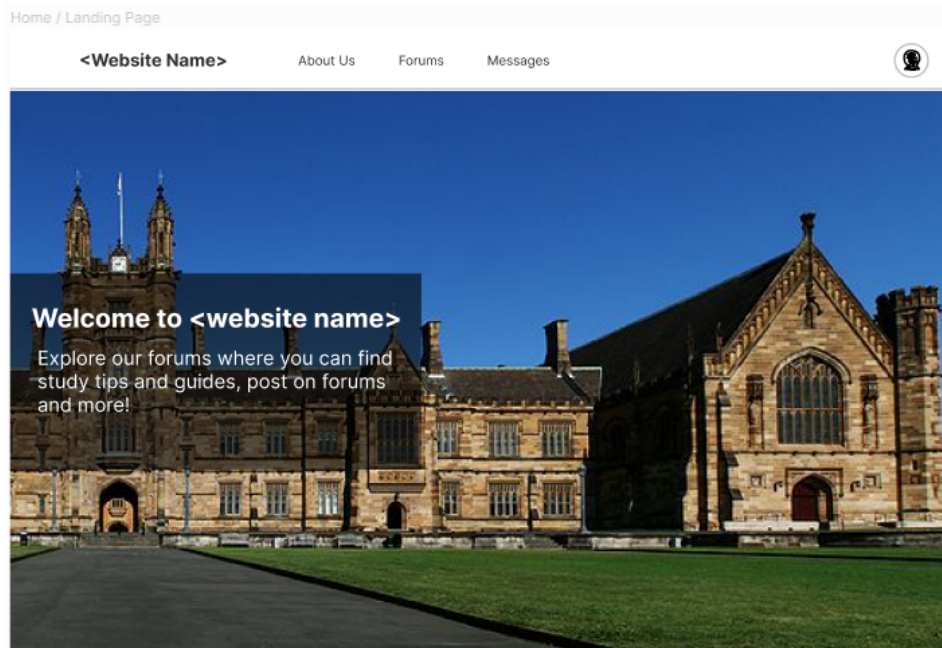 Home / Landing Page
<Website Name> About Us Forums Messages
Welcome to <website name>
Explore our forums where you can find
study tips and guides, post on forums
and more!